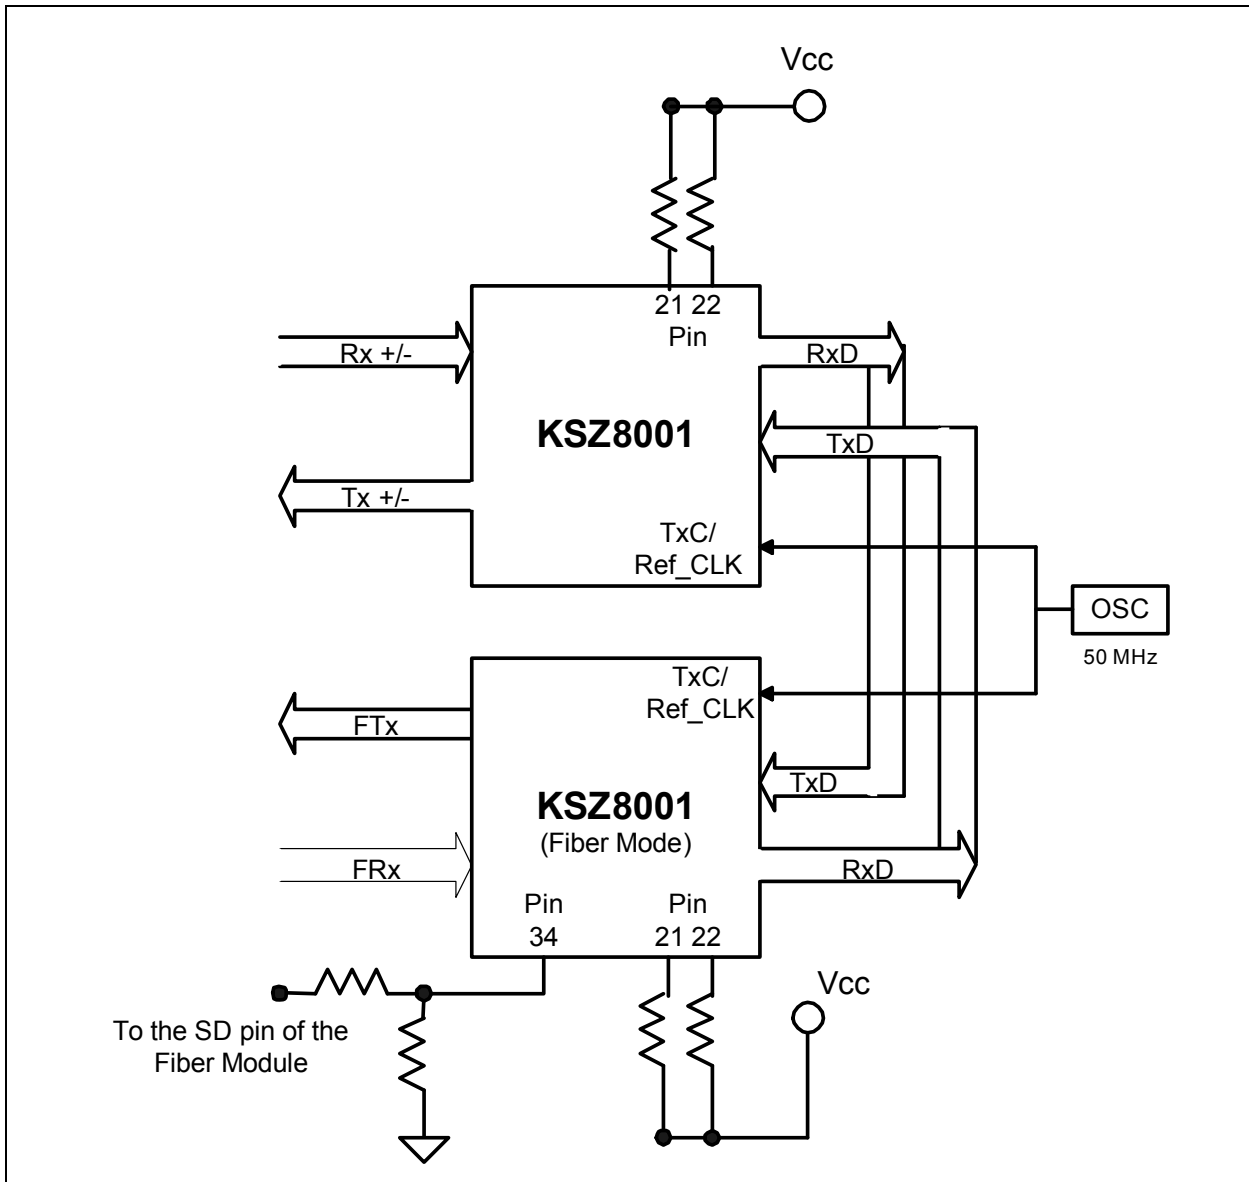 Vcc
21 22
Pin
Rx +/-
RxD
KSZ8001
TxD
Tx +/-
TxC/
Ref_CLK
OSC
50 MHz
TxC/
Ref_CLK
FTx
TxD
KSZ8001
(Fiber Mode)
FRx
RxD
Pin
34
Pin
21 22
Vcc
To the SD pin of the
Fiber Module